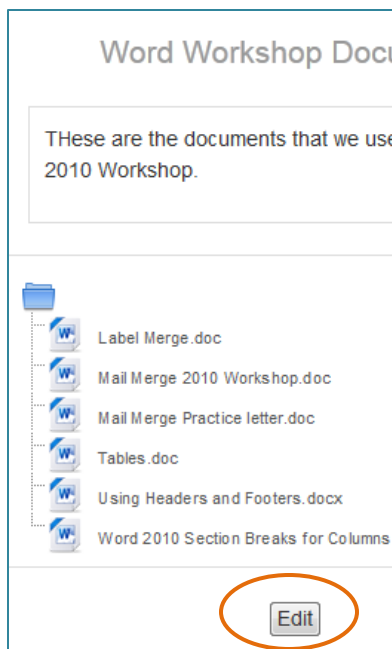 Word Workshop Docu
THese are the documents that we use
2010 Workshop.
Label Merge.doc
Mail Merge 2010 Workshop.doc
Mail Merge Practice letter.doc
Tables.doc
Using Headers and Footers.docx
Word 2010 Section Breaks for Columns
Edit